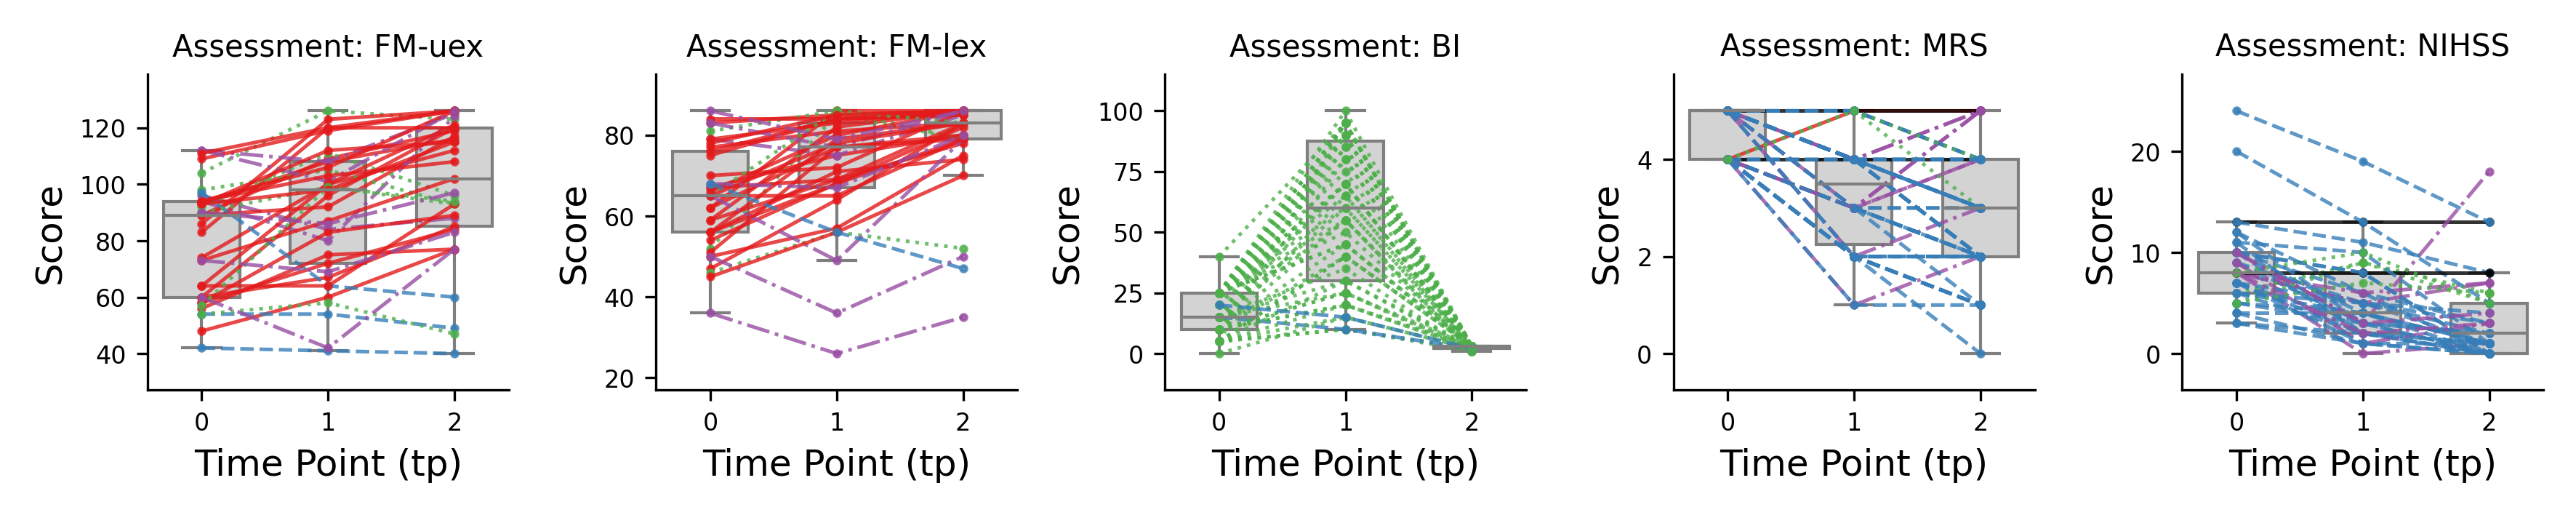 Assessment: FM-uex
Score
120
100
80
60
40
0 1 2
Time Point (tp)
Assessment: FM-lex
Score
80
60
40
20
0 1 2
Time Point (tp)
Assessment: BI
Score
100
75
50
25
0
0 1 2
Time Point (tp)
Assessment: MRS
Score
4
2
0
0 1 2
Time Point (tp)
Assessment: NIHSS
Score
20
10
0
0 1 2
Time Point (tp)